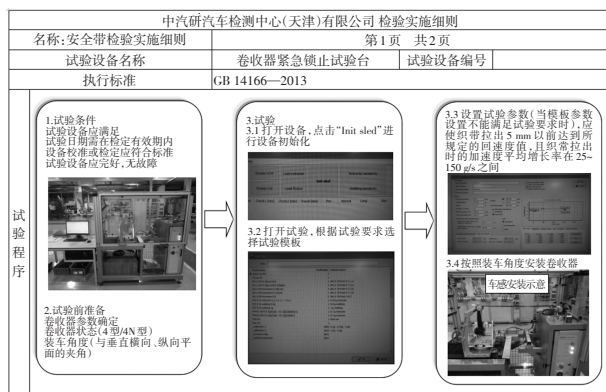 中汽研汽车检测中心(天津)有限公司 检验实施细则
名称:安全带检验实施细则
第1页 共2页
试验设备名称
卷收器紧急锁止试验台
试验设备编号
执行标准
GB 14166—2013
试验程序
1.试验条件
试验设备应满足
试验日期需在检定有效期内
设备校准或检定应符合标准
试验设备应完好,无故障
2.试验前准备
卷收器参数确定
卷收器状态(4型/4N型)
装车角度(与垂直横向、纵向平
面的夹角)
3.试验
3.1打开设备,点击“Init sled”进
行设备初始化
3.2打开试验,根据试验要求选
择试验模板
3.3设置试验参数(当模板参数
设置不能满足试验要求时),应
使织带拉出5 mm以前达到所
规定的回速度值,且织常拉出
时的加速度平均增长率在25~
150 g/s之间
3.4按照装车角度安装卷收器
车感安装示意